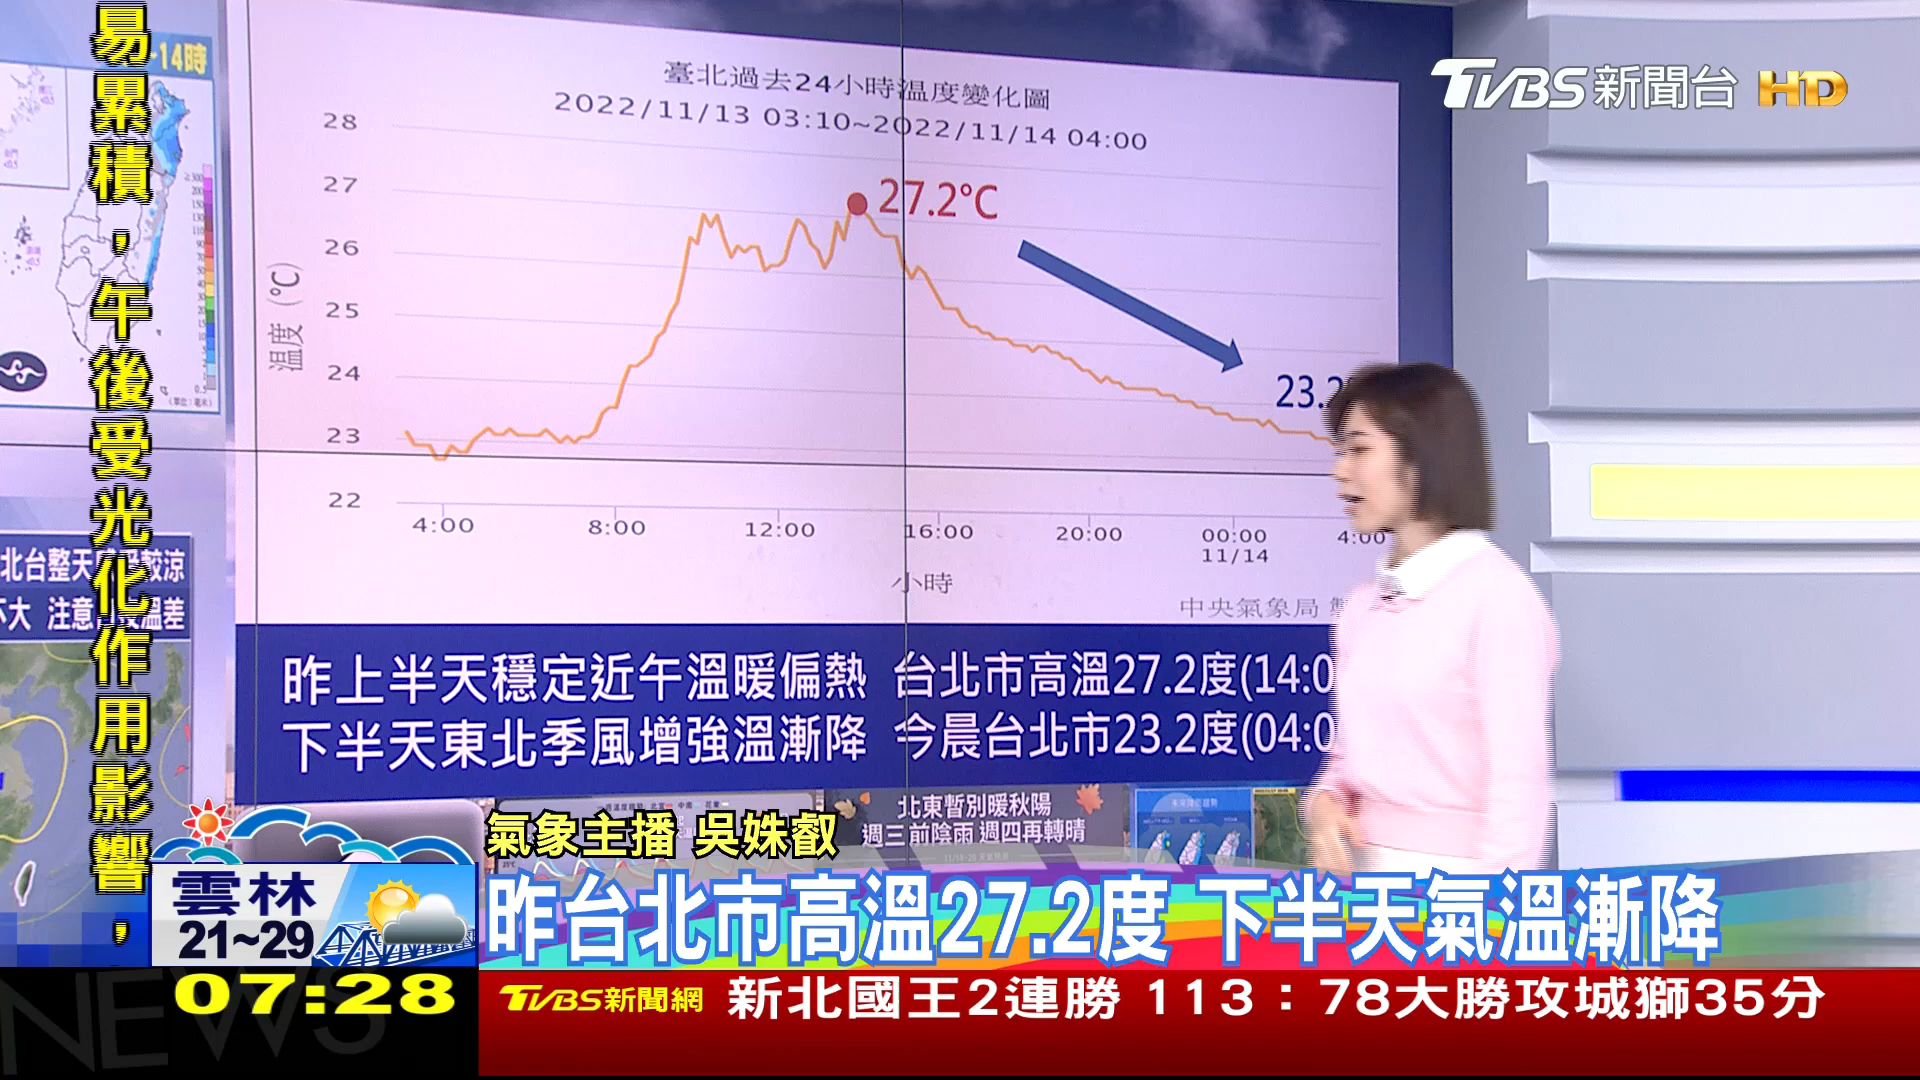 易累積，午後受光化作用影響，
~14時
TVBS新聞台 HD
臺北過去24小時温度變化圖
2022/11/13 03:10~2022/11/14 04:00
28
27
26
25
24
23
22
温度 (°C)
27.2°C
23.2
4:00
8:00
12:00
16:00
20:00
00:00
11/14
4:00
小時
中央氣象局
昨上半天穩定近午溫暖偏熱 台北市高溫27.2度(14:0
下半天東北季風增強溫漸降 今晨台北市23.2度(04:0
北台整天
較涼
不大 注意
溫差
北東暫別暖秋陽
週三前陰雨 週四再轉晴
氣象主播 吳姝叡
雲林
21~29
昨台北市高溫27.2度 下半天氣溫漸降
07:28
TVBS新聞網 新北國王2連勝 113：78大勝攻城獅35分
NEWS